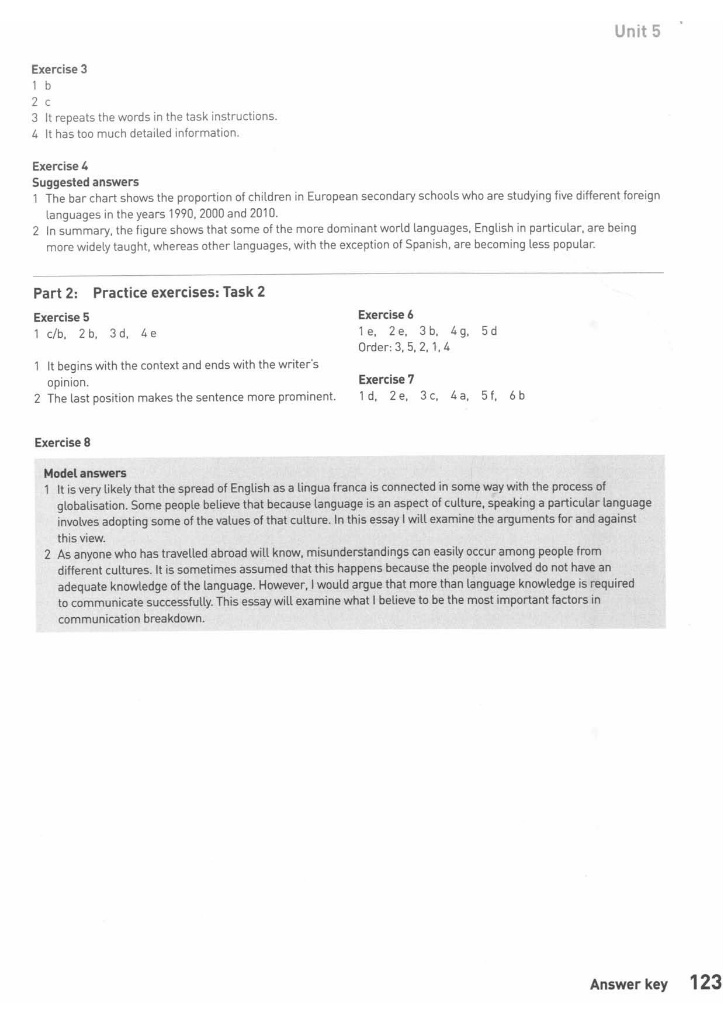 Unit 5
Exercise 3
1 b
2 c
3 It repeats the words in the task instructions.
4 It has too much detailed information.
Exercise 4
Suggested answers
1 The bar chart shows the proportion of children in European secondary schools who are studying five different foreign
languages in the years 1990, 2000 and 2010.
2 In summary, the figure shows that some of the more dominant world languages, English in particular, are being
more widely taught, whereas other languages, with the exception of Spanish, are becoming less popular.
Part 2: Practice exercises: Task 2
Exercise 5
1 c/b, 2 b, 3 d, 4 e
1 It begins with the context and ends with the writer's
opinion.
2 The last position makes the sentence more prominent.
Exercise 6
1 e, 2 e, 3 b, 4 g, 5 d
Order: 3, 5, 2, 1, 4
Exercise 7
1 d, 2 e, 3 c, 4 a, 5 f, 6 b
Exercise 8
Model answers
1 It is very likely that the spread of English as a lingua franca is connected in some way with the process of
globalisation. Some people believe that because language is an aspect of culture, speaking a particular language
involves adopting some of the values of that culture. In this essay I will examine the arguments for and against
this view.
2 As anyone who has travelled abroad will know, misunderstandings can easily occur among people from
different cultures. It is sometimes assumed that this happens because the people involved do not have an
adequate knowledge of the language. However, I would argue that more than language knowledge is required
to communicate successfully. This essay will examine what I believe to be the most important factors in
communication breakdown.
Answer key 123